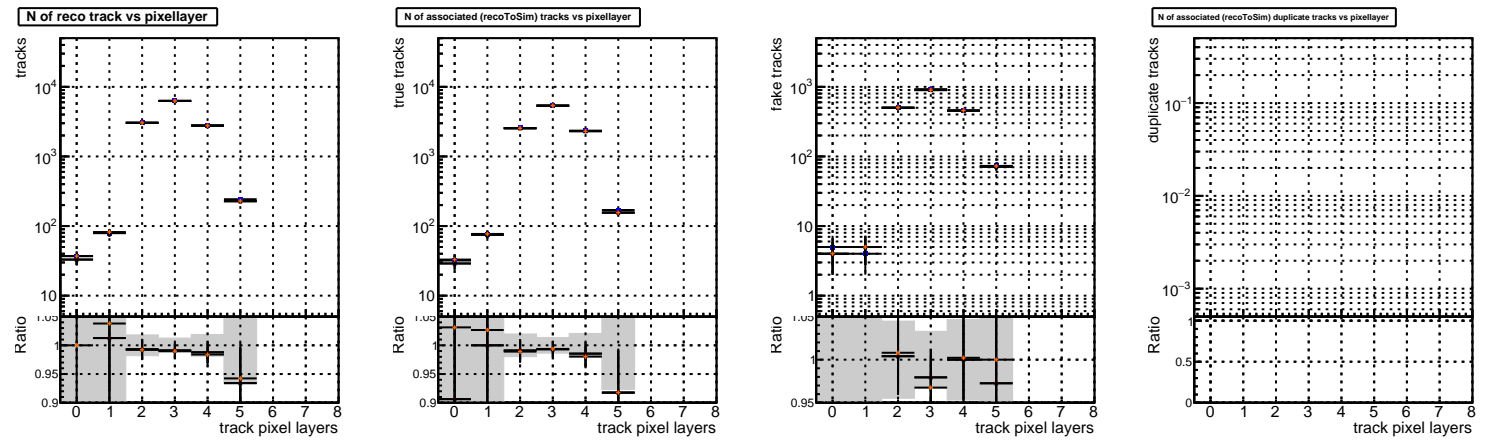 N of reco track vs pixellayer
tracks
10^4
10^3
10^2
10
Ratio
1.05
1
0.95
0.9
0 1 2 3 4 5 6 7 8
track pixel layers
N of associated (recoToSim) tracks vs pixellayer
true tracks
10^4
10^3
10^2
10
Ratio
1.05
1
0.95
0.9
0 1 2 3 4 5 6 7 8
track pixel layers
fake tracks
10^3
10^2
10
1
Ratio
1.05
1
0.95
0 1 2 3 4 5 6 7 8
track pixel layers
N of associated (recoToSim) duplicate tracks vs pixellayer
duplicate tracks
10^−1
10^−2
10^−3
Ratio
1
0.5
0
0 1 2 3 4 5 6 7 8
track pixel layers